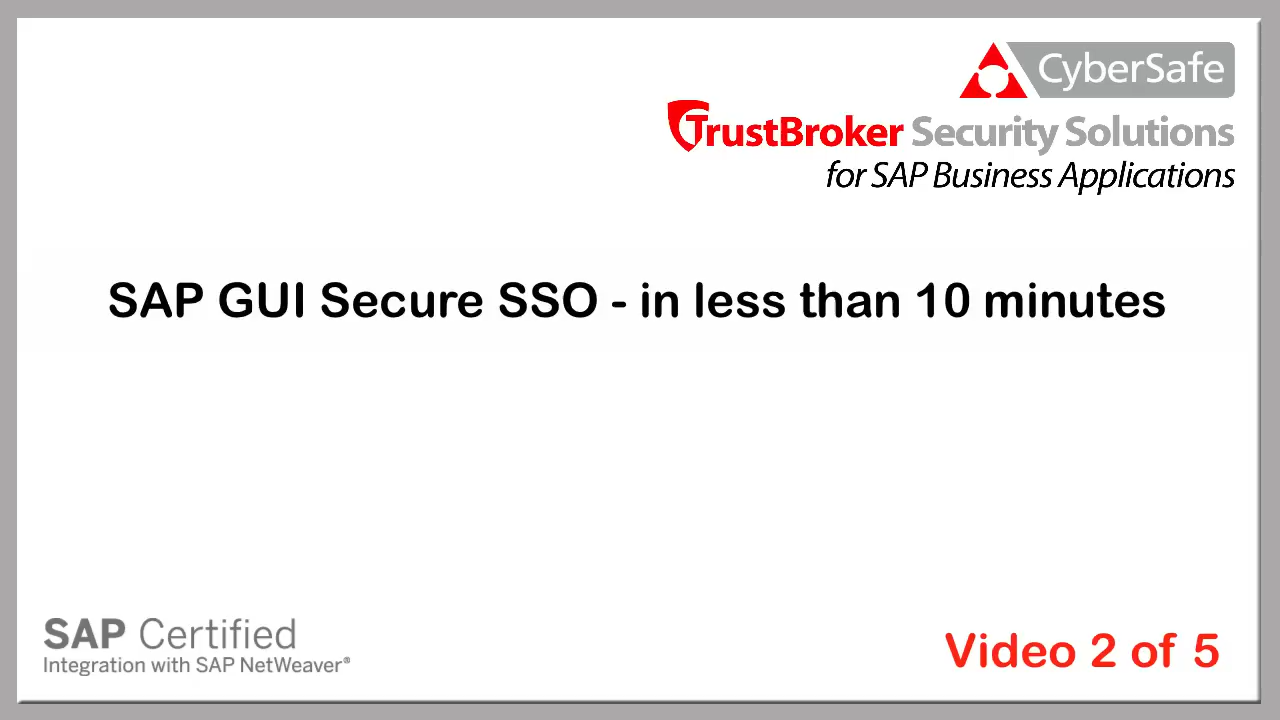 CyberSafe
TrustBroker Security Solutions
for SAP Business Applications
SAP GUI Secure SSO - in less than 10 minutes
SAP Certified
Integration with SAP NetWeaver®
Video 2 of 5